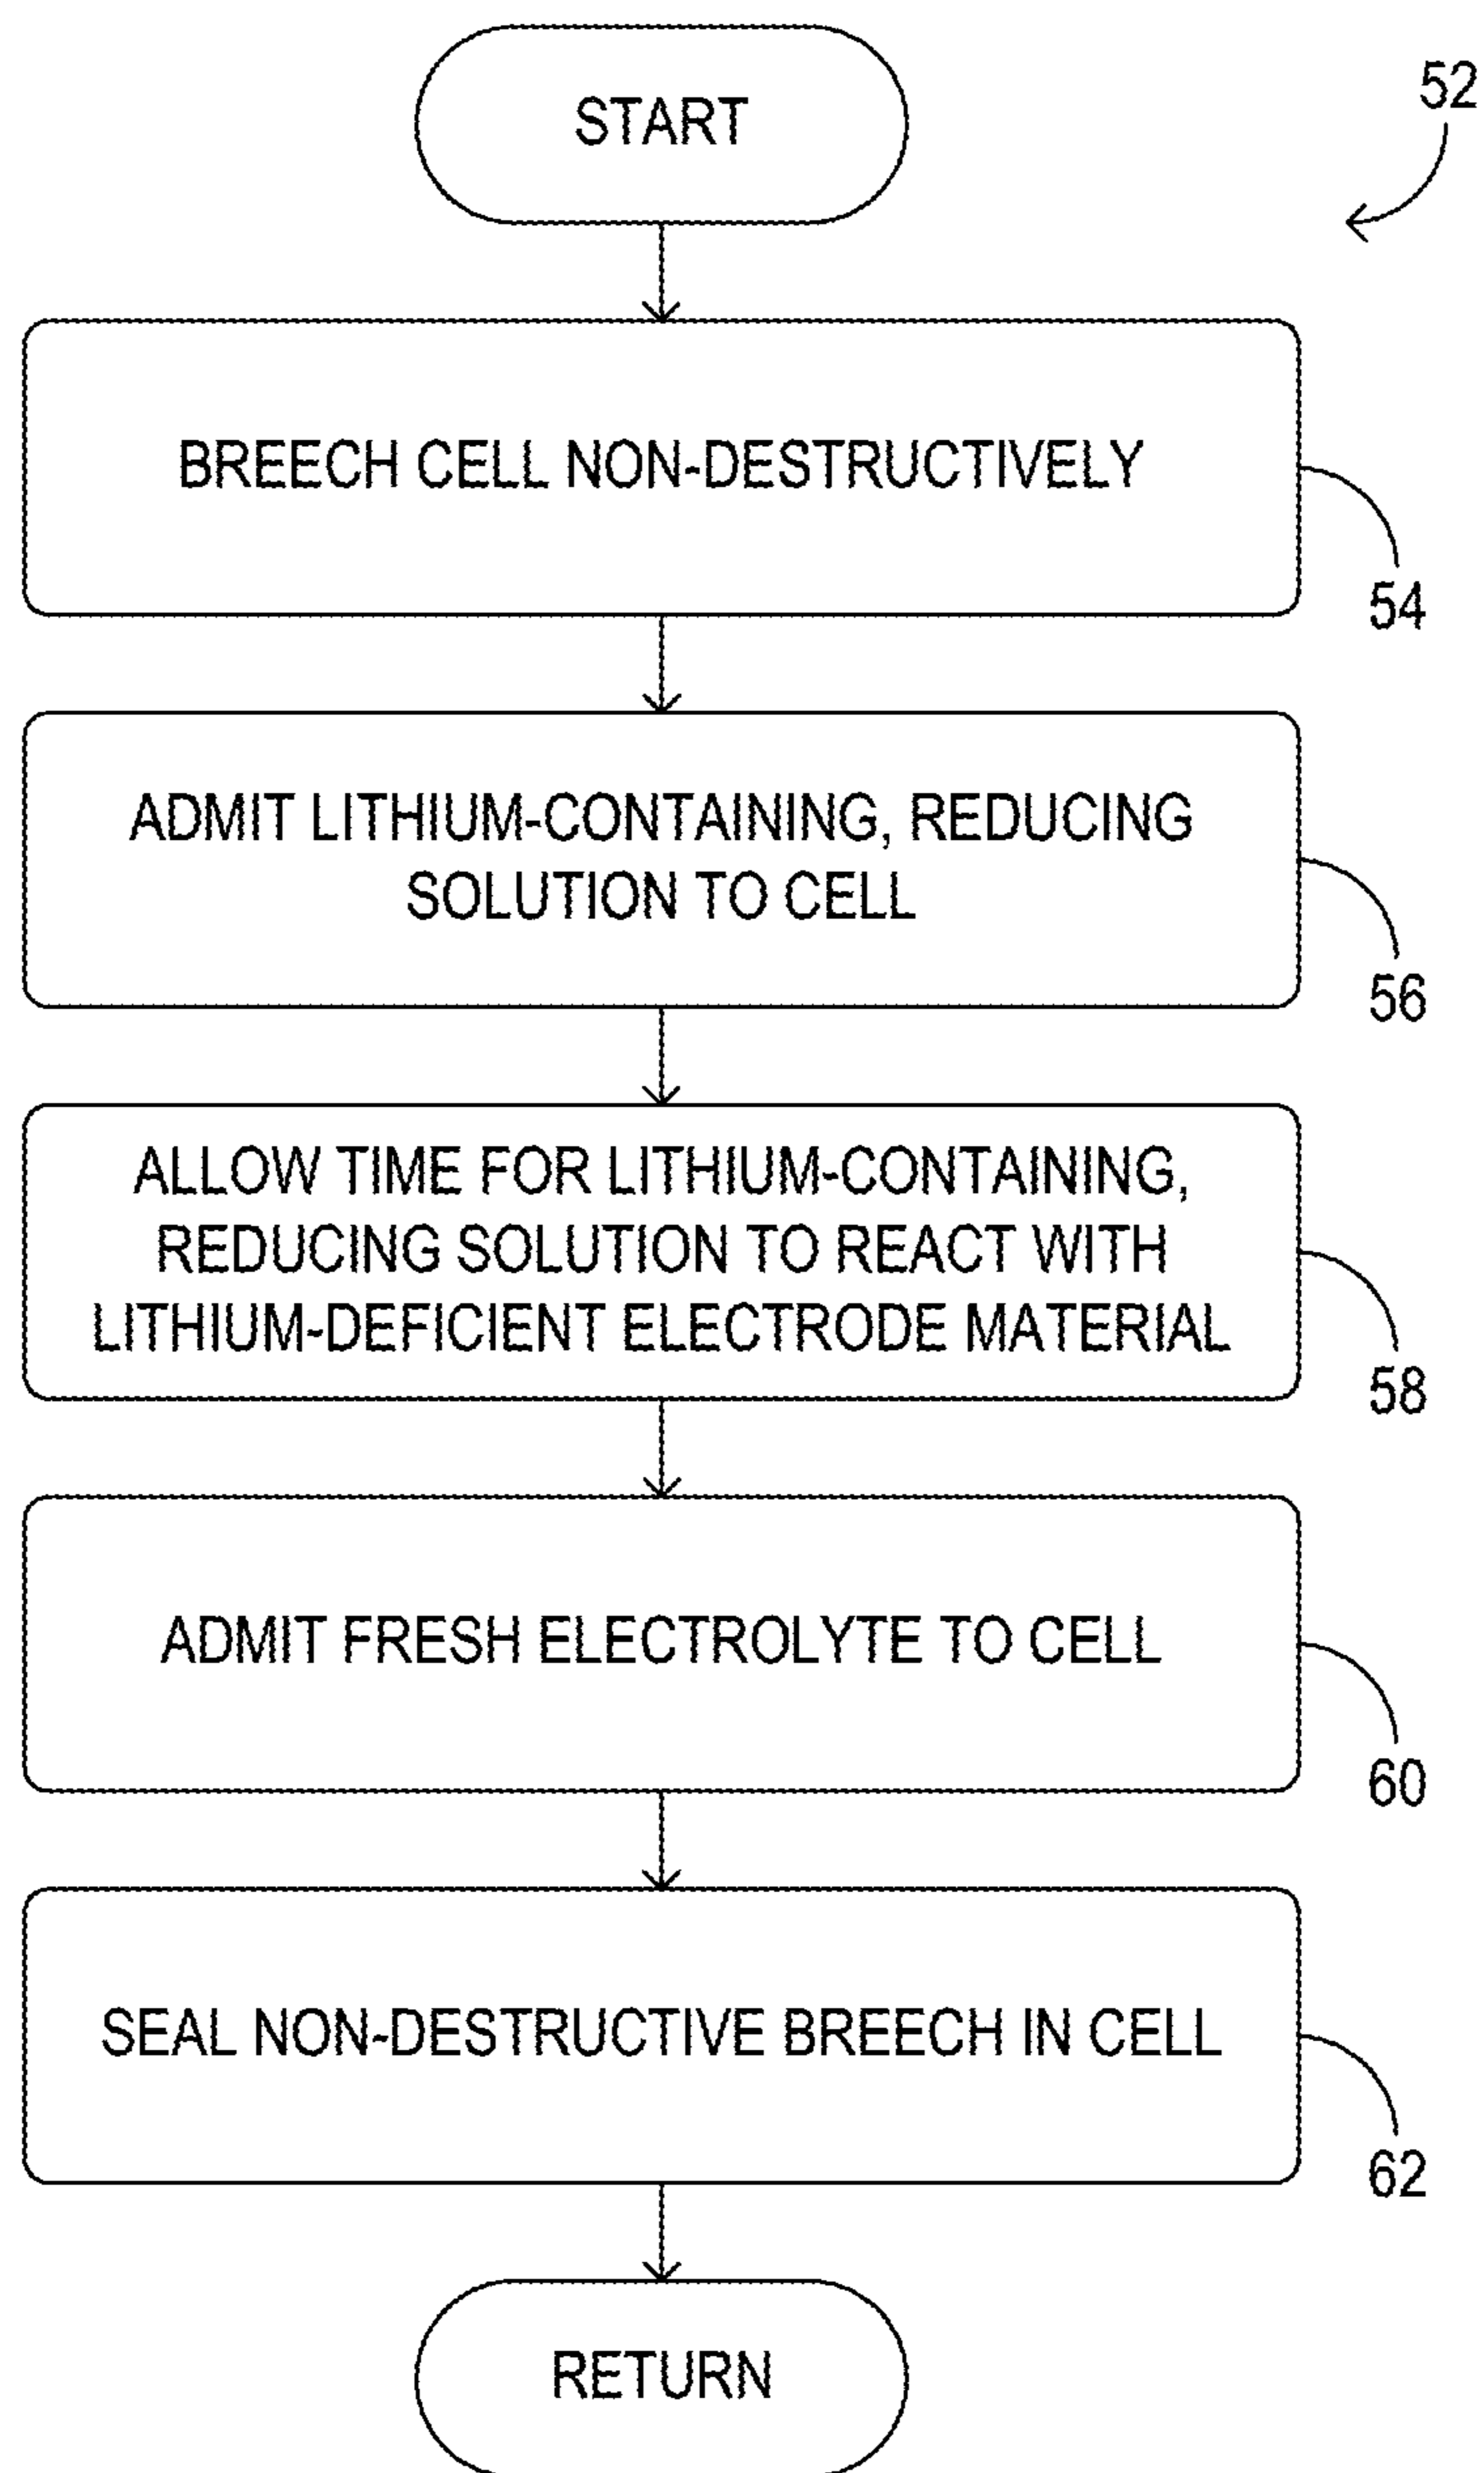 START
52
BREECH CELL NON-DESTRUCTIVELY
54
ADMIT LITHIUM-CONTAINING, REDUCING
SOLUTION TO CELL
56
ALLOW TIME FOR LITHIUM-CONTAINING,
REDUCING SOLUTION TO REACT WITH
LITHIUM-DEFICIENT ELECTRODE MATERIAL
58
ADMIT FRESH ELECTROLYTE TO CELL
60
SEAL NON-DESTRUCTIVE BREECH IN CELL
62
RETURN